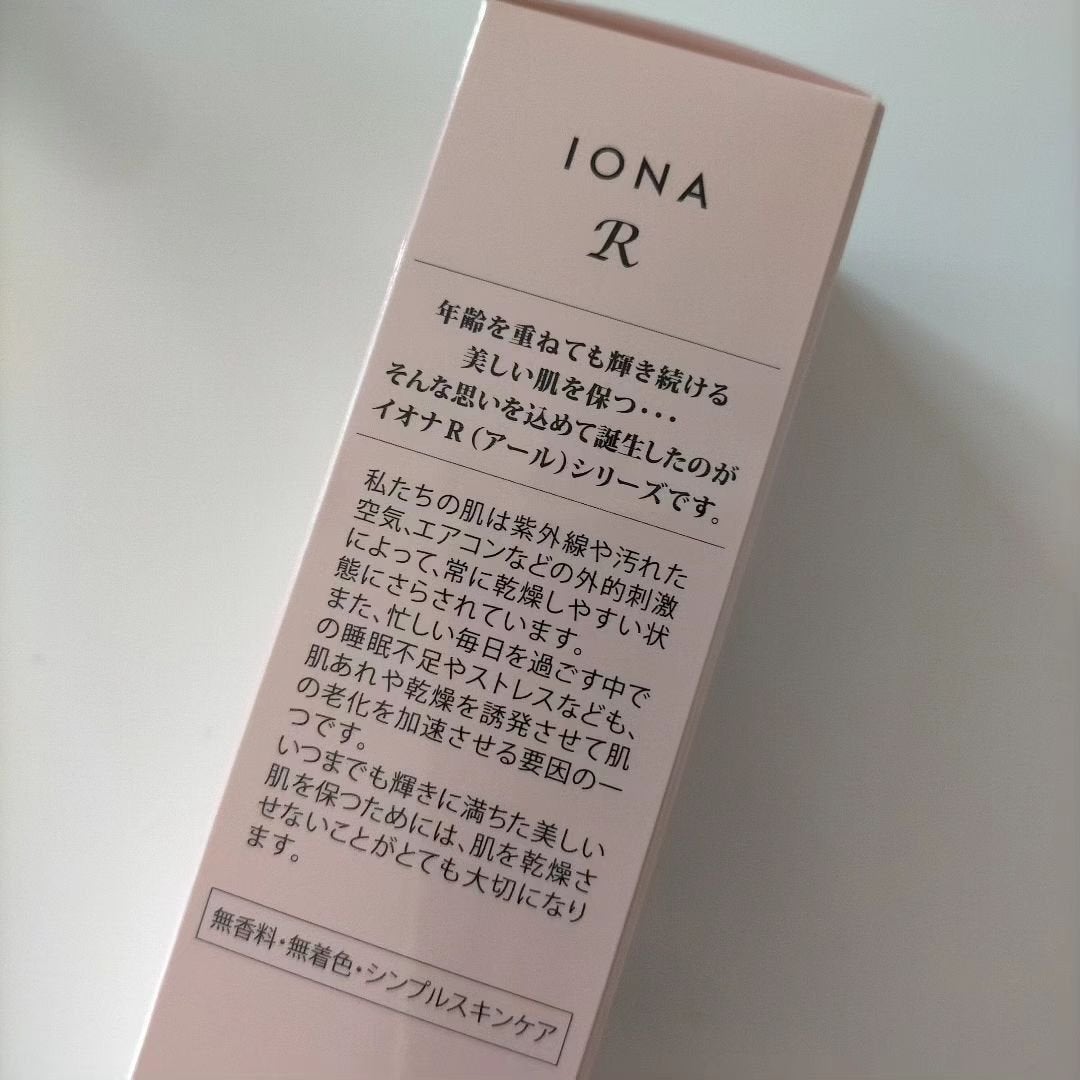 IONA
R
年齢を重ねても輝き続ける
美しい肌を保つ・・・
そんな思いを込めて誕生したのが
イオナR（アール）シリーズです。
私たちの肌は紫外線や汚れた
空気、エアコンなどの外的刺激
によって、常に乾燥しやすい状
態にさらされています。
また、忙しい毎日を過ごす中で
の睡眠不足やストレスなども、
肌あれや乾燥を誘発させて肌
の老化を加速させる要因の一
つです。
いつまでも輝きに満ちた美しい
肌を保つためには、肌を乾燥さ
せないことがとても大切になり
ます。
無香料・無着色・シンプルスキンケア